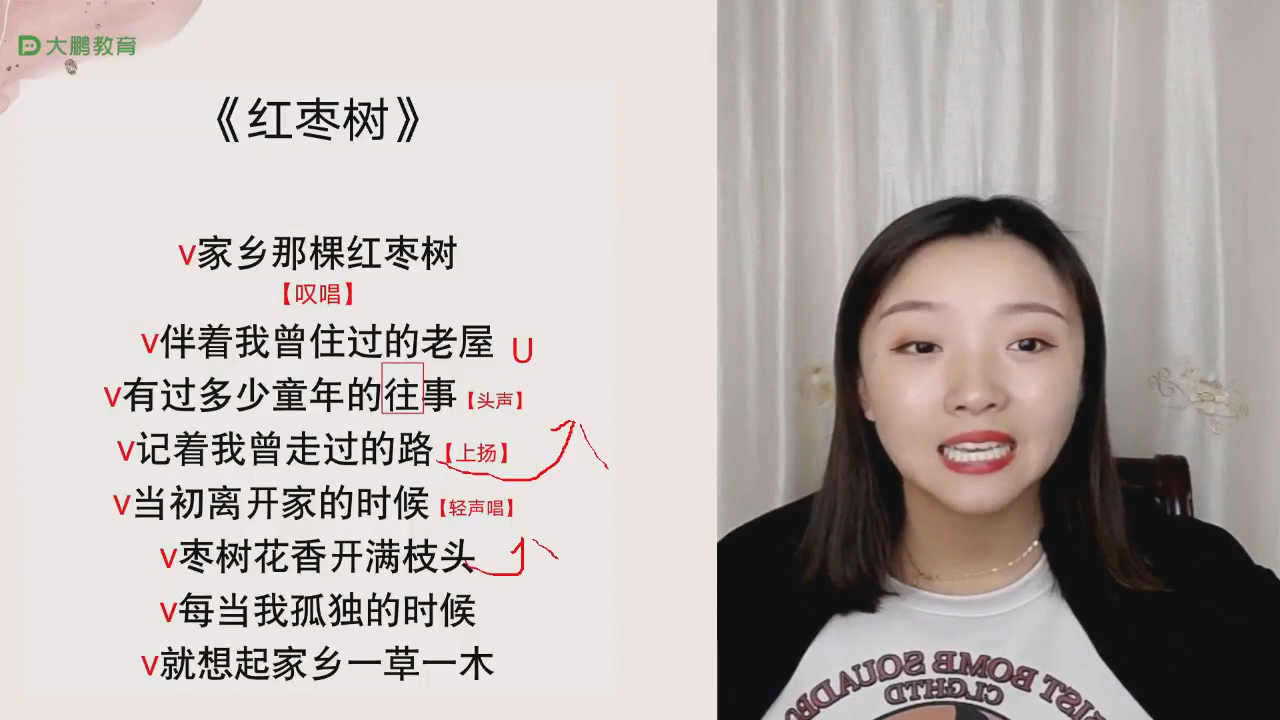 大鹏教育
《红枣树》
v家乡那棵红枣树
【叹唱】
v伴着我曾住过的老屋 U
v有过多少童年的往事【头声】
v记着我曾走过的路【上扬】
v当初离开家的时候【轻声唱】
v枣树花香开满枝头
v每当我孤独的时候
v就想起家乡一草一木
IST BOMB SQUADRO
CLGHTD